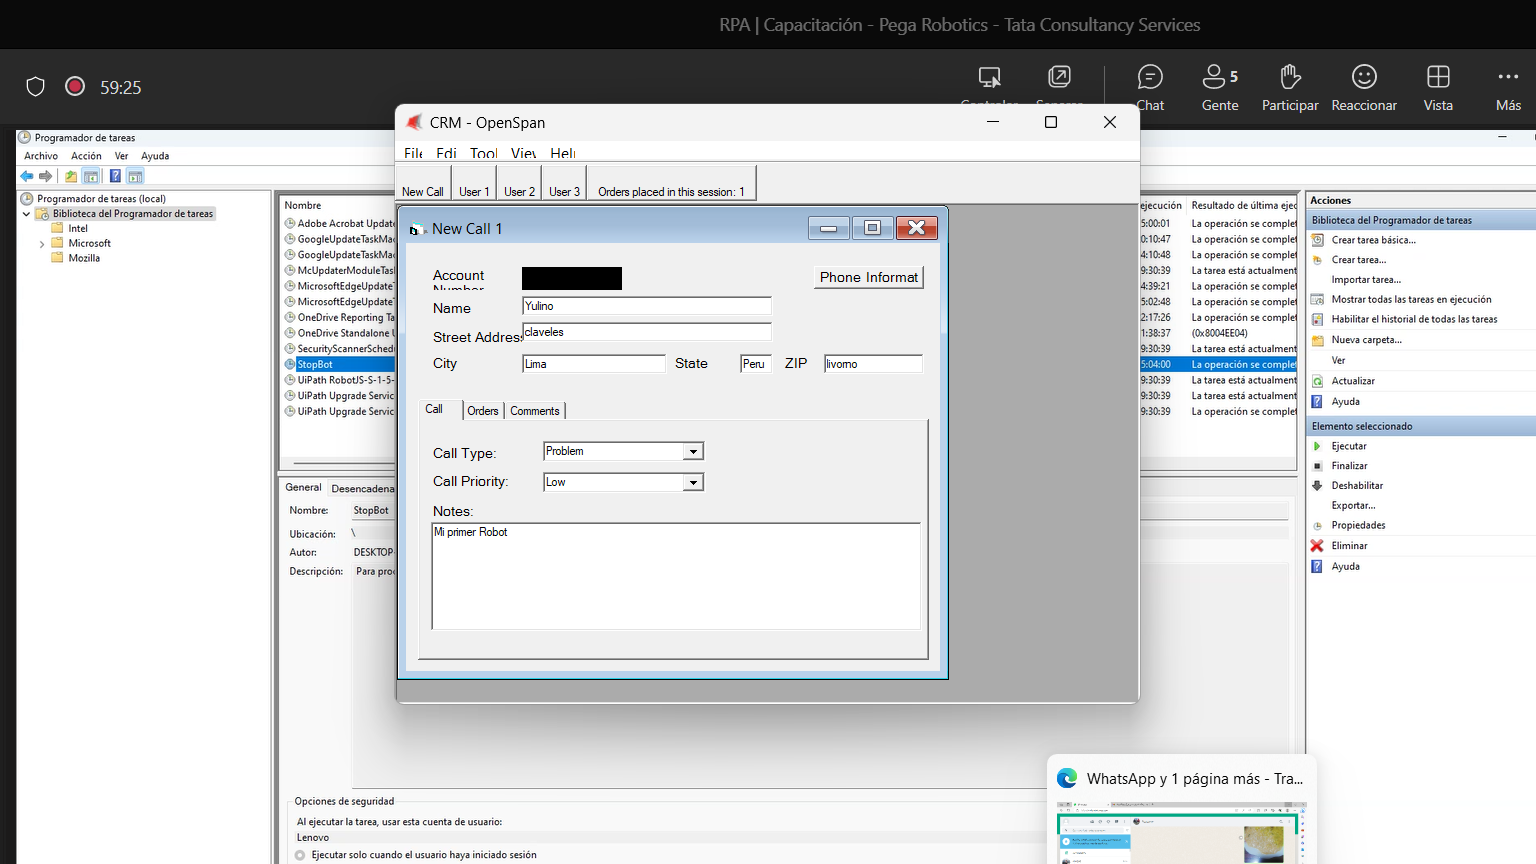 RPA | Capacitación - Pega Robotics - Tata Consultancy Services
59:25
Chat
5
Gente
Participar
Reaccionar
Vista
Más
Programador de tareas
Archivo Acción Ver Ayuda
Programador de tareas (local)
Biblioteca del Programador de tareas
Intel
Microsoft
Mozilla
Nombre
Adobe Acrobat Update
GoogleUpdateTaskMac
GoogleUpdateTaskMac
McUpdaterModuleTask
MicrosoftEdgeUpdateT
MicrosoftEdgeUpdateT
OneDrive Reporting Ta
OneDrive Standalone U
SecurityScannerSchedu
StopBot
UiPath RobotJS-S-1-5-
UiPath Upgrade Servic
UiPath Upgrade Servic
CRM - OpenSpan
New Call User 1 User 2 User 3 Orders placed in this session: 1
New Call 1
Account
Number
Phone Informat
Name Yulino
Street Addres claveles
City Lima State Peru ZIP livorno
Call Orders Comments
Call Type: Problem
Call Priority: Low
Notes:
Mi primer Robot
ejecución Resultado de última ejec
5:00:01 La operación se complet
0:10:47 La operación se complet
4:10:48 La operación se complet
9:30:39 La tarea está actualment
4:39:21 La operación se complet
5:02:48 La operación se complet
2:17:26 La operación se complet
1:38:37 (0x8004EE04)
9:30:39 La tarea está actualment
5:04:00 La operación se complet
9:30:39 La tarea está actualment
9:30:39 La tarea está actualment
9:30:39 La operación se complet
Acciones
Biblioteca del Programador de tareas
Crear tarea básica...
Crear tarea...
Importar tarea...
Mostrar todas las tareas en ejecución
Habilitar el historial de todas las tareas
Nueva carpeta...
Ver
Actualizar
Ayuda
Elemento seleccionado
Ejecutar
Finalizar
Deshabilitar
Exportar...
Propiedades
Eliminar
Ayuda
General Desencadena
Nombre: StopBot
Ubicación: \
Autor: DESKTOP-
Descripción: Para proc
Opciones de seguridad
Al ejecutar la tarea, usar esta cuenta de usuario:
Lenovo
Ejecutar solo cuando el usuario haya iniciado sesión
WhatsApp y 1 página más - Tra...